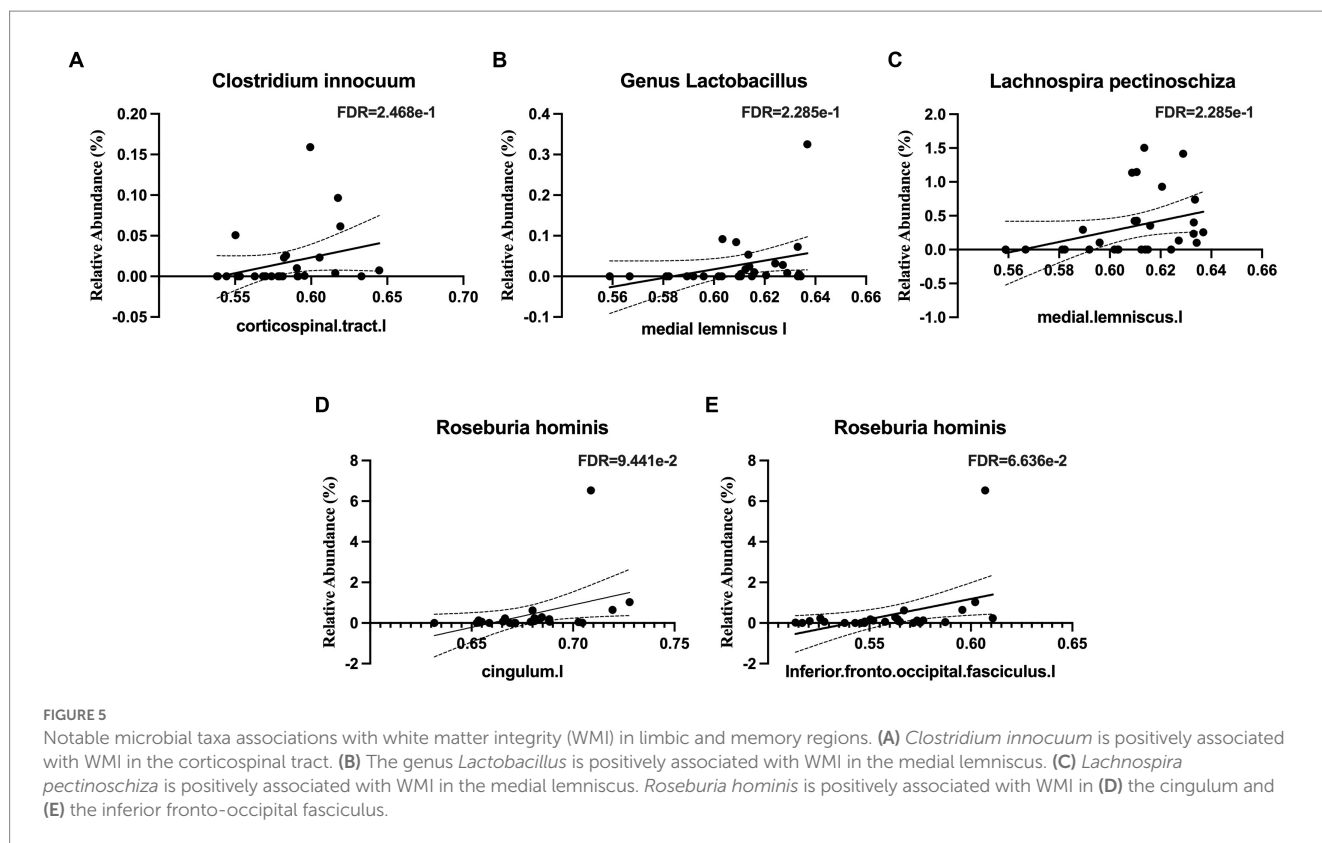 A
Clostridium innocuum
FDR=2.468e-1
Relative Abundance (%)
0.20
0.15
0.10
0.05
0.00
-0.05
0.55
0.60
0.65
0.70
corticospinal.tract.l
B
Genus Lactobacillus
FDR=2.285e-1
Relative Abundance (%)
0.4
0.3
0.2
0.1
0.0
-0.1
0.56
0.58
0.60
0.62
0.64
0.66
medial lemniscus l
C
Lachnospira pectinoschiza
FDR=2.285e-1
Relative Abundance (%)
2.0
1.5
1.0
0.5
0.0
-0.5
-1.0
0.56
0.58
0.60
0.62
0.64
0.66
medial.lemniscus.l
D
Roseburia hominis
FDR=9.441e-2
Relative Abundance (%)
8
6
4
2
0
-2
0.65
0.70
0.75
cingulum.l
E
Roseburia hominis
FDR=6.636e-2
Relative Abundance (%)
8
6
4
2
0
-2
0.55
0.60
0.65
Inferior.fronto.occipital.fasciculus.l
FIGURE 5
Notable microbial taxa associations with white matter integrity (WMI) in limbic and memory regions. (A) Clostridium innocuum is positively associated
with WMI in the corticospinal tract. (B) The genus Lactobacillus is positively associated with WMI in the medial lemniscus. (C) Lachnospira
pectinoschiza is positively associated with WMI in the medial lemniscus. Roseburia hominis is positively associated with WMI in (D) the cingulum and
(E) the inferior fronto-occipital fasciculus.